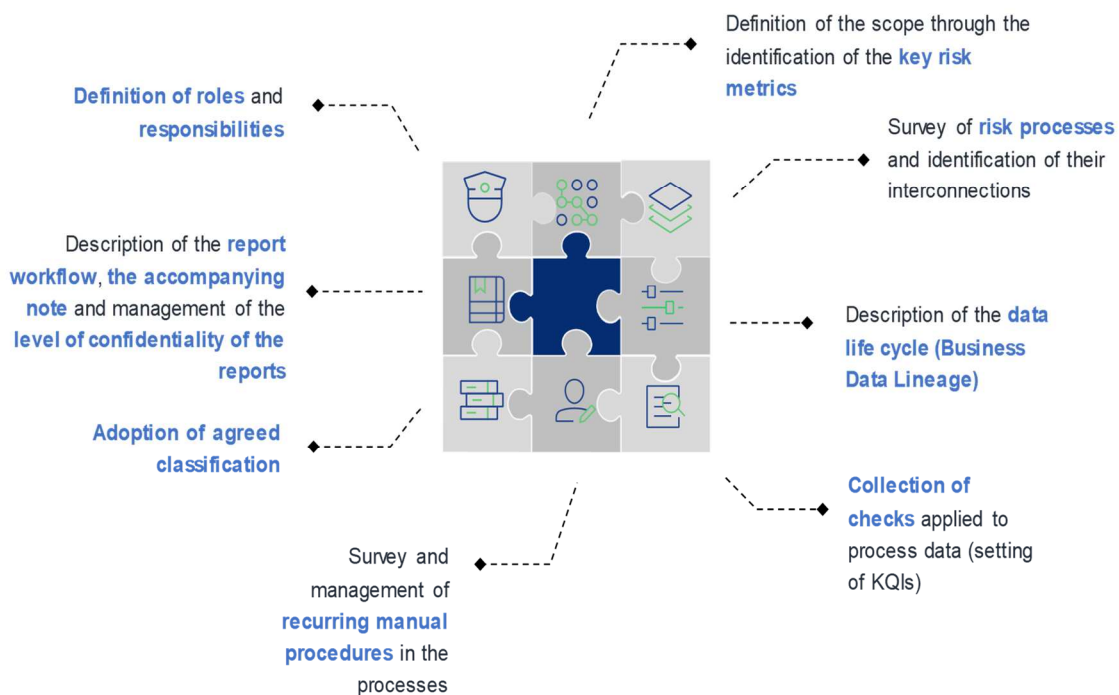 Definition of the scope through the
identification of the key risk
metrics
Definition of roles and
responsibilities
Survey of risk processes
and identification of their
interconnections
Description of the report
workflow, the accompanying
note and management of the
level of confidentiality of the
reports
Description of the data
life cycle (Business
Data Lineage)
Adoption of agreed
classification
Collection of
checks applied to
process data (setting
of KQIs)
Survey and
management of
recurring manual
procedures in the
processes